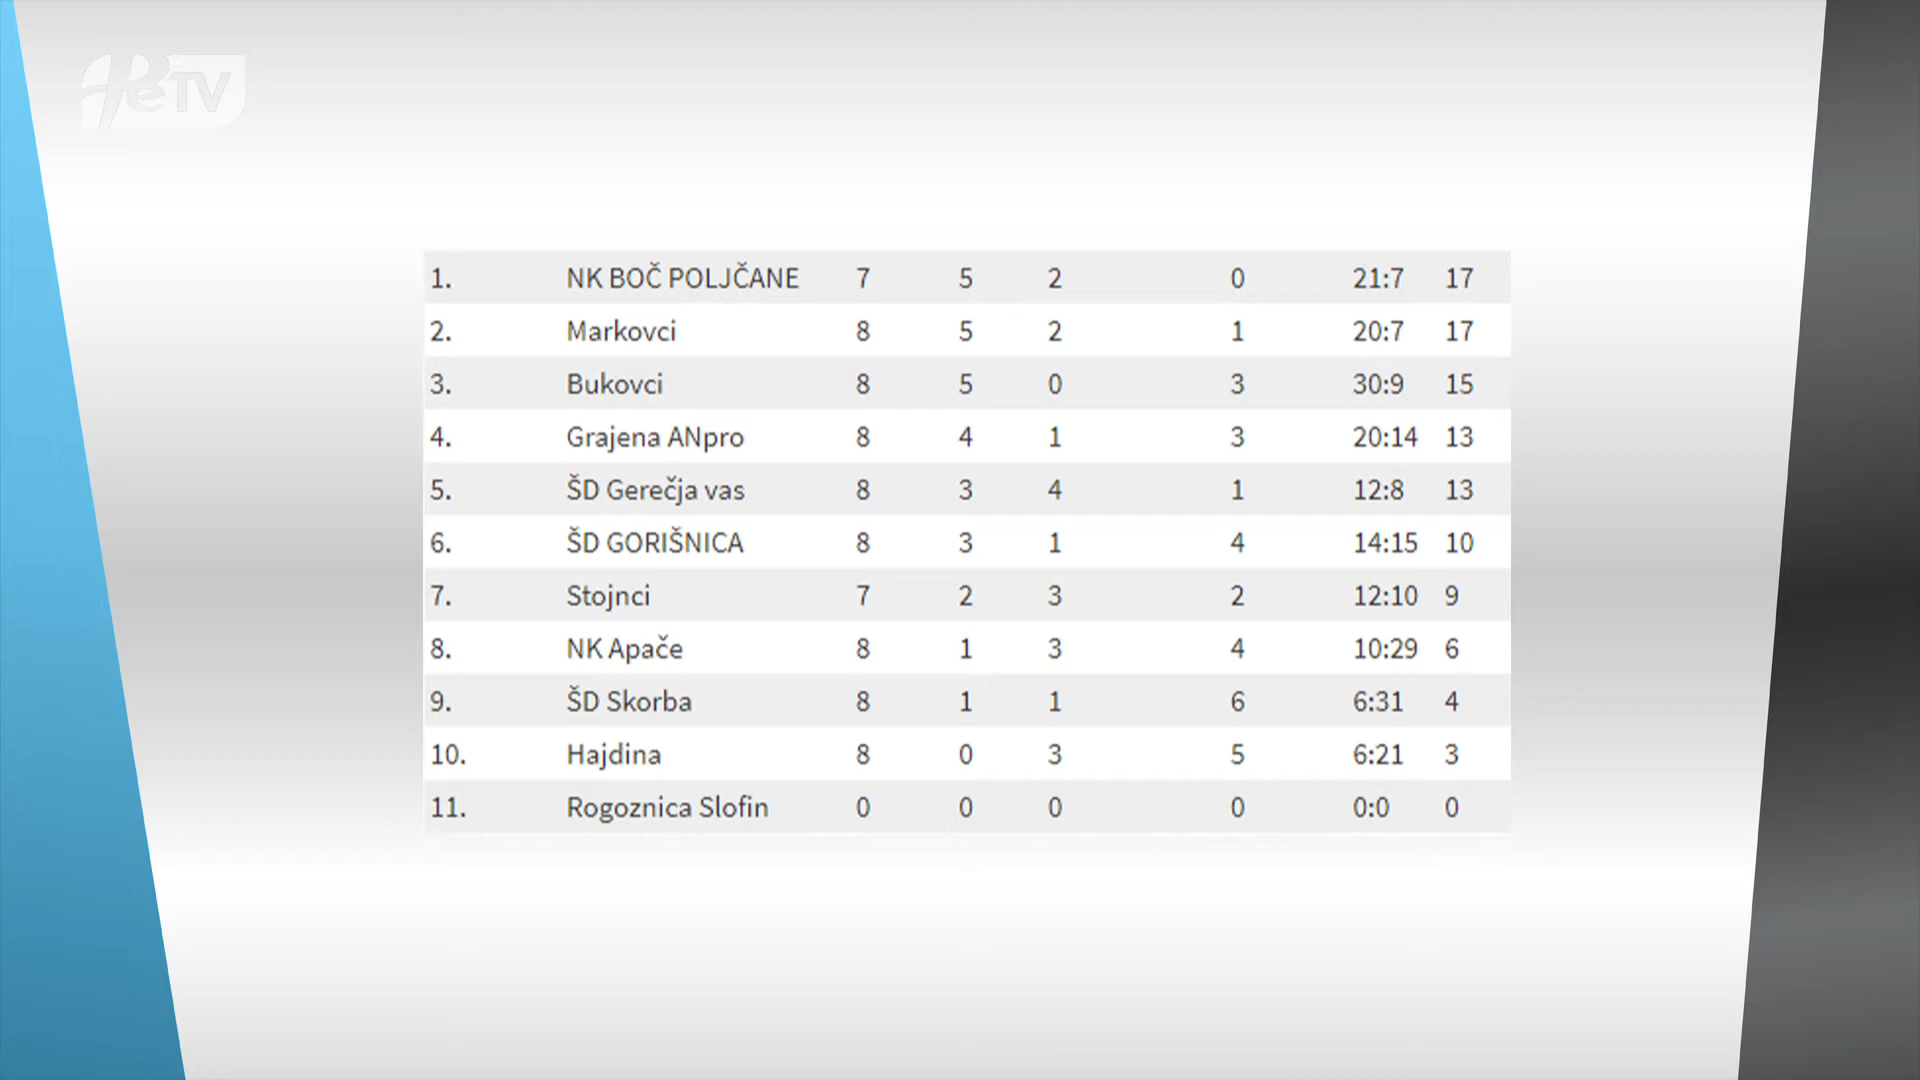 HeTV
1. NK BOČ POLJČANE 7 5 2 0 21:7 17
2. Markovci 8 5 2 1 20:7 17
3. Bukovci 8 5 0 3 30:9 15
4. Grajena ANpro 8 4 1 3 20:14 13
5. ŠD Gerečja vas 8 3 4 1 12:8 13
6. ŠD GORIŠNICA 8 3 1 4 14:15 10
7. Stojnci 7 2 3 2 12:10 9
8. NK Apače 8 1 3 4 10:29 6
9. ŠD Skorba 8 1 1 6 6:31 4
10. Hajdina 8 0 3 5 6:21 3
11. Rogoznica Slofin 0 0 0 0 0:0 0